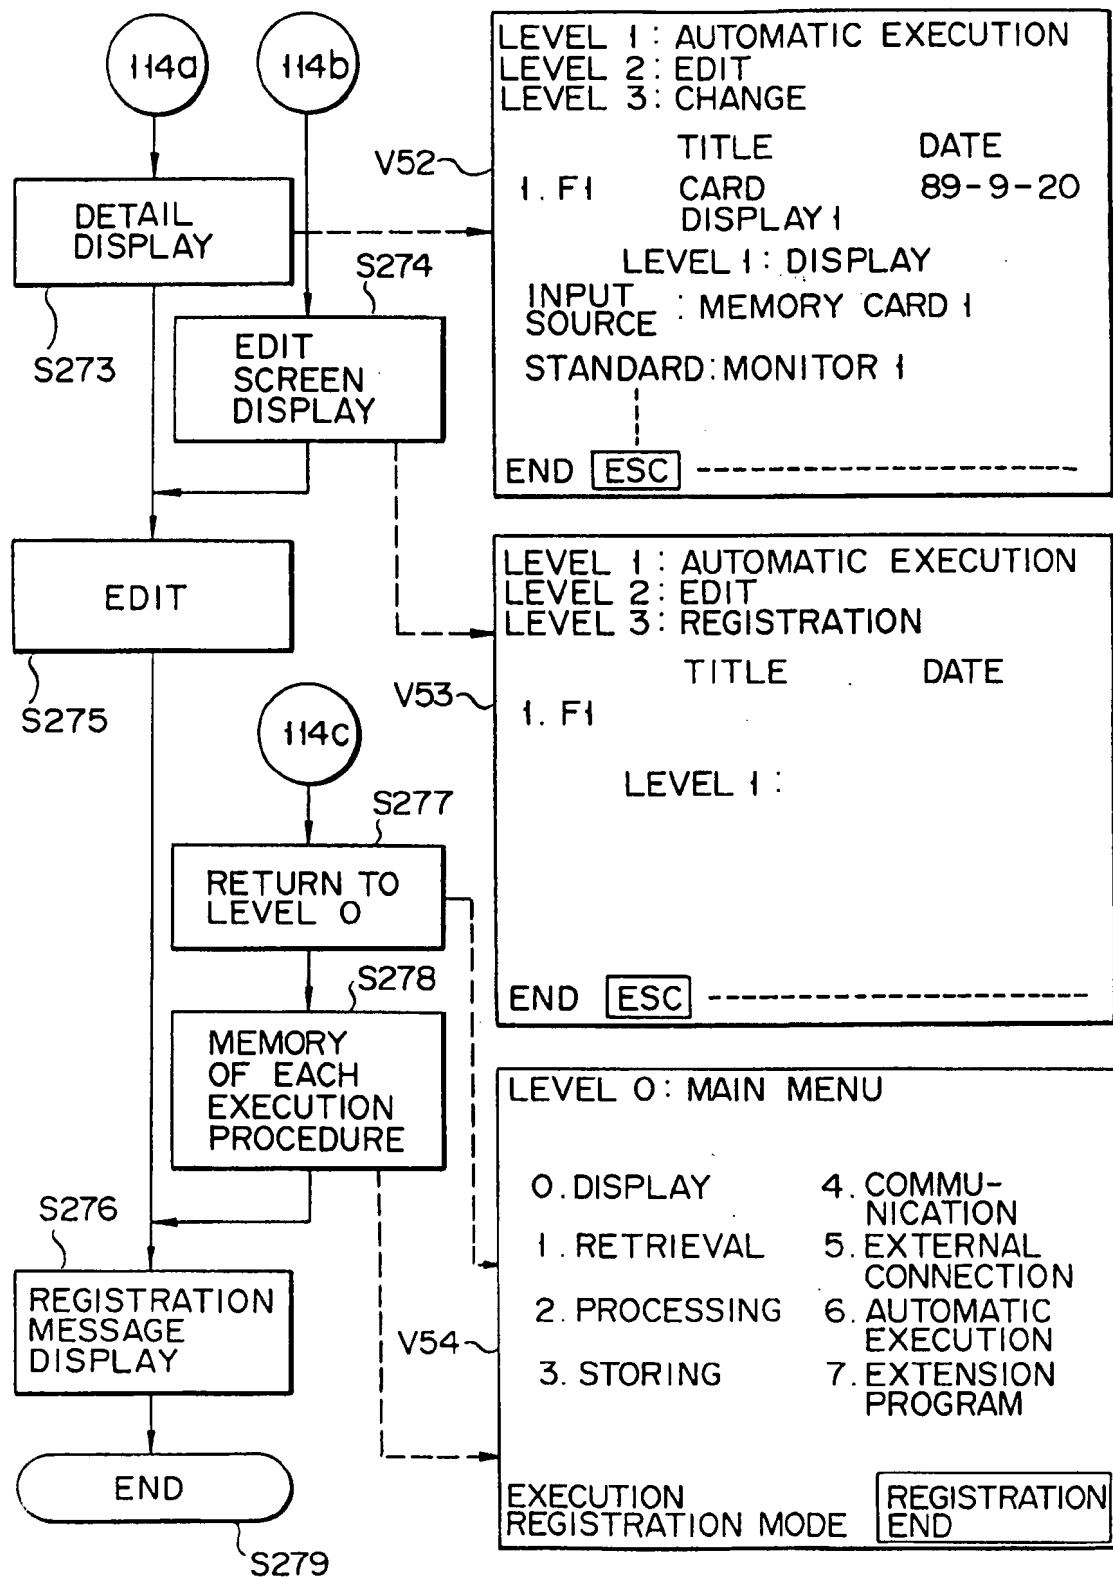 114a
114b
DETAIL
DISPLAY
S273
S274
EDIT
SCREEN
DISPLAY
EDIT
S275
114c
S277
RETURN TO
LEVEL 0
S278
MEMORY
OF EACH
EXECUTION
PROCEDURE
S276
REGISTRATION
MESSAGE
DISPLAY
END
S279
V52
LEVEL 1: AUTOMATIC EXECUTION
LEVEL 2: EDIT
LEVEL 3: CHANGE
TITLE DATE
1. F1 CARD 89-9-20
DISPLAY 1
LEVEL 1: DISPLAY
INPUT
SOURCE : MEMORY CARD 1
STANDARD: MONITOR 1
END ESC
V53
LEVEL 1: AUTOMATIC EXECUTION
LEVEL 2: EDIT
LEVEL 3: REGISTRATION
TITLE DATE
1. F1
LEVEL 1:
END ESC
V54
LEVEL 0: MAIN MENU
0. DISPLAY
1. RETRIEVAL
2. PROCESSING
3. STORING
4. COMMU-
NICATION
5. EXTERNAL
CONNECTION
6. AUTOMATIC
EXECUTION
7. EXTENSION
PROGRAM
EXECUTION
REGISTRATION MODE
REGISTRATION
END